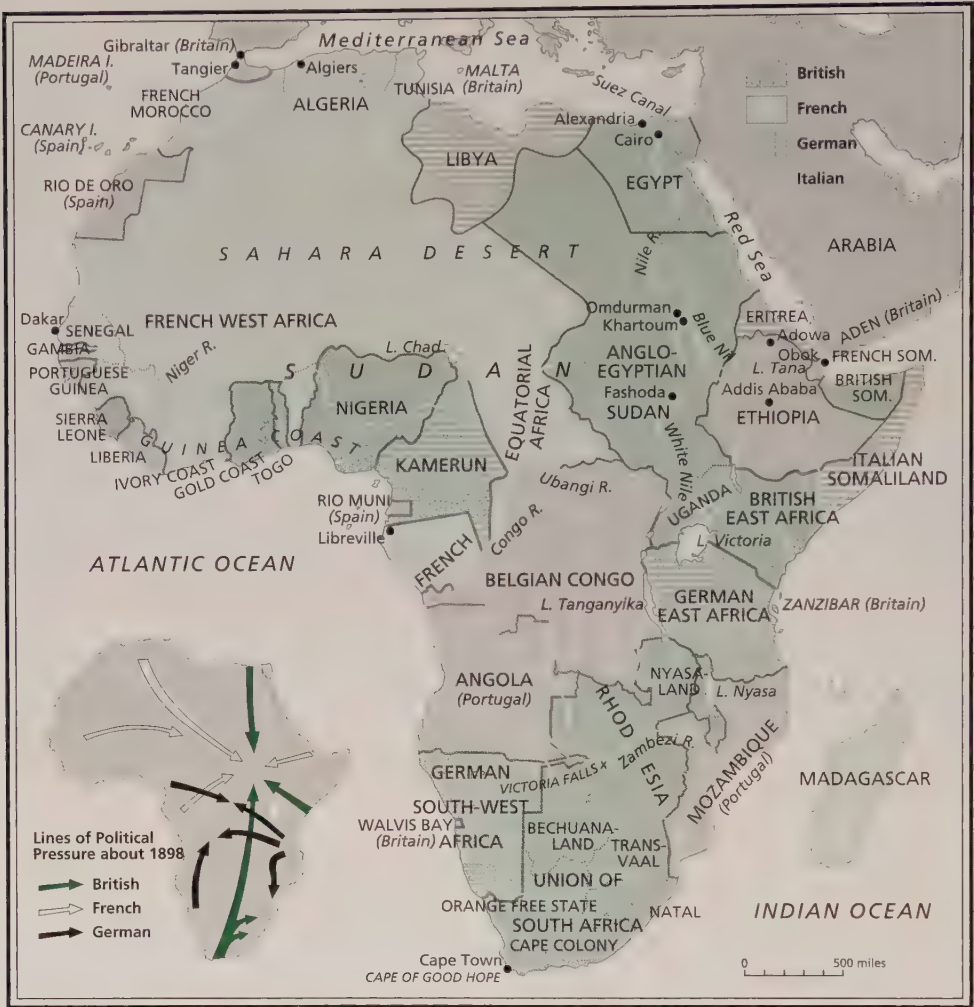 Mediterranean Sea
Gibraltar (Britain)
MADEIRA I.
(Portugal)
Tangier
Algiers
FRENCH
MOROCCO
ALGERIA
TUNISIA
MALTA
(Britain)
Suez Canal
Alexandria
Cairo
British
French
German
Italian
CANARY I.
(Spain)
RIO DE ORO
(Spain)
LIBYA
EGYPT
Red Sea
ARABIA
SAHARA DESERT
Nile R.
Dakar
SENEGAL
GAMBIA
PORTUGUESE
GUINEA
FRENCH WEST AFRICA
Niger R.
L. Chad
SUDAN
Omdurman
Khartoum
Blue Nile
ERITREA
Adowa
ADEN (Britain)
Obok
L. Tana
FRENCH SOM.
BRITISH
SOM.
ANGLO-
EGYPTIAN
SUDAN
Fashoda
Addis Ababa
ETHIOPIA
White Nile
SIERRA
LEONE
LIBERIA
GUINEA COAST
IVORY COAST
GOLD COAST
TOGO
NIGERIA
KAMERUN
FRENCH
EQUATORIAL
AFRICA
Ubangi R.
ITALIAN
SOMALILAND
UGANDA
BRITISH
EAST AFRICA
RIO MUNI
(Spain)
Libreville
Congo R.
L. Victoria
ATLANTIC OCEAN
BELGIAN CONGO
GERMAN
EAST AFRICA
L. Tanganyika
ZANZIBAR (Britain)
ANGOLA
(Portugal)
NYASA-
LAND
L. Nyasa
RHODESIA
Zambezi R.
MOZAMBIQUE
(Portugal)
MADAGASCAR
GERMAN
SOUTH-WEST
AFRICA
VICTORIA FALLS x
WALVIS BAY
(Britain)
BECHUANA-
LAND
TRANS-
VAAL
UNION OF
SOUTH AFRICA
ORANGE FREE STATE
NATAL
CAPE COLONY
INDIAN OCEAN
Cape Town
CAPE OF GOOD HOPE
0 500 miles
Lines of Political
Pressure about 1898
British
French
German